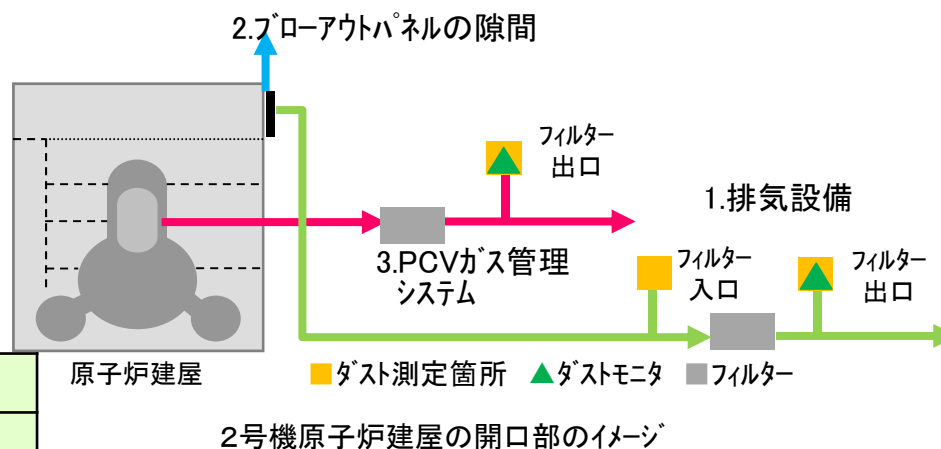 2.ﾌﾞﾛｰｱｳﾄﾊﾟﾈﾙの隙間
ﾌｨﾙﾀｰ
出口
1.排気設備
3.PCVｶﾞｽ管理
ｼｽﾃﾑ
ﾌｨﾙﾀｰ
入口
ﾌｨﾙﾀｰ
出口
原子炉建屋
■ﾀﾞｽﾄ測定箇所 ▲ﾀﾞｽﾄﾓﾆﾀ ■ﾌｨﾙﾀｰ
２号機原子炉建屋の開口部のｲﾒｰｼﾞ